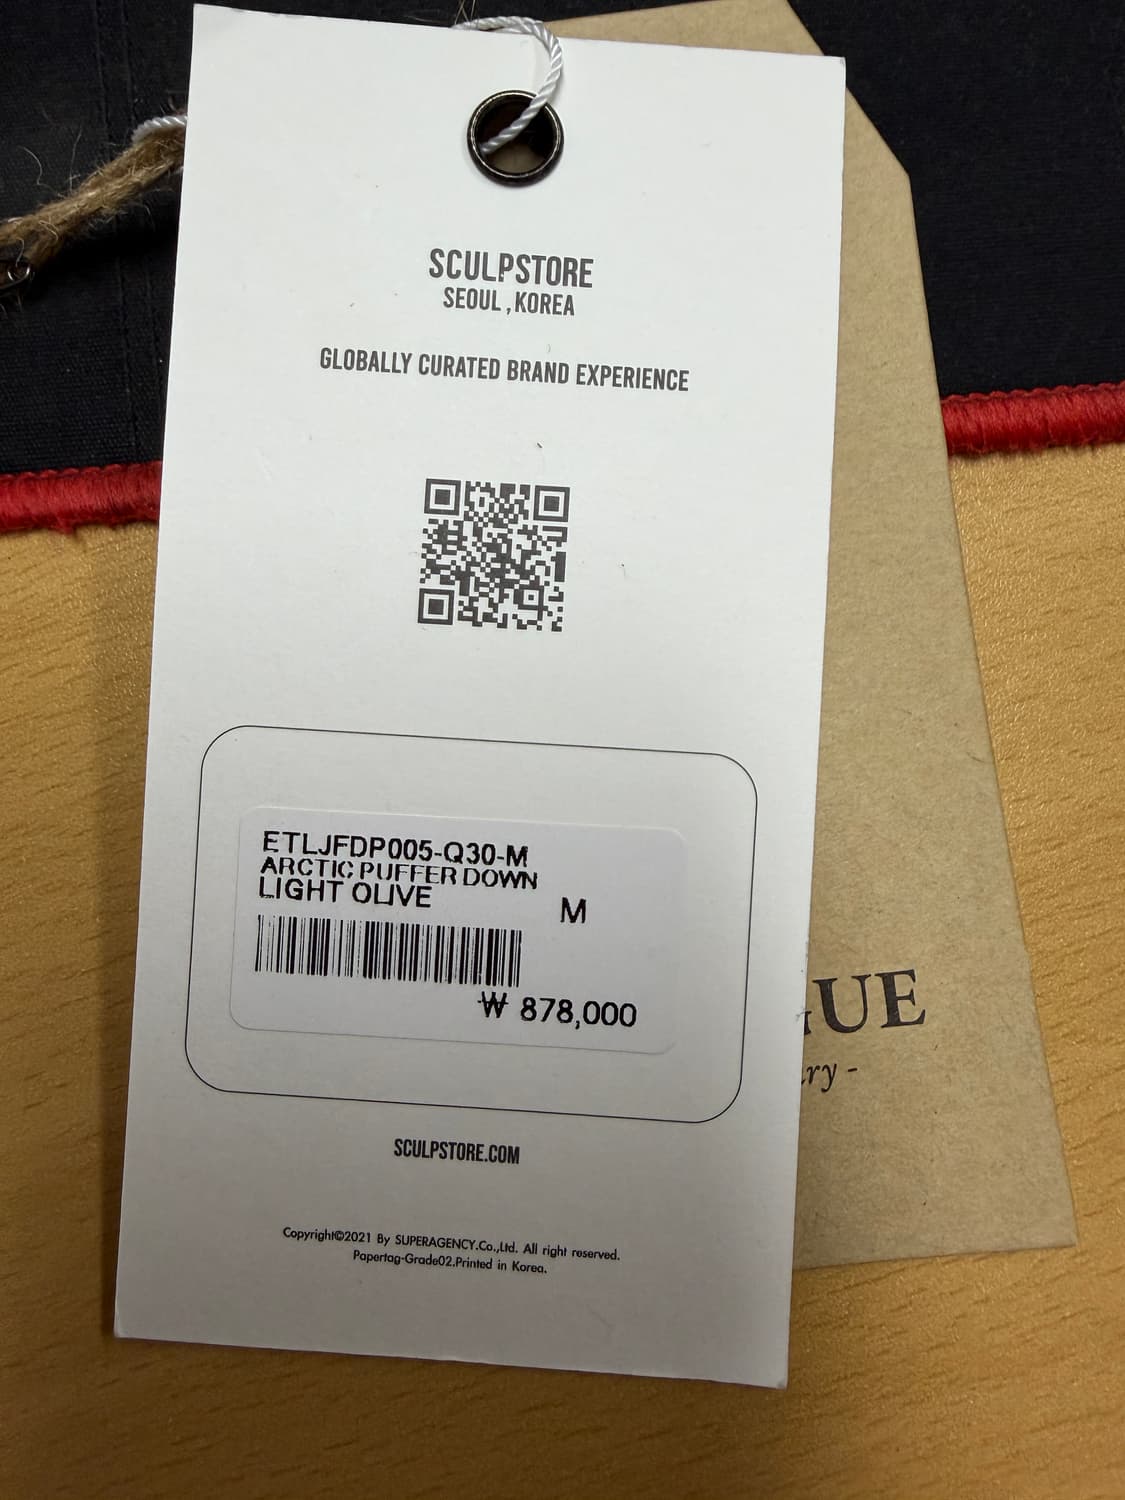 SCULPSTORE
SEOUL , KOREA
GLOBALLY CURATED BRAND EXPERIENCE
ETLJFDP005-Q30-M
ARCTIC PUFFER DOWN
LIGHT OLIVE
M
₩ 878,000
SCULPSTORE.COM
Copyright©2021 By SUPERAGENCY.Co.,Ltd. All right reserved.
Papertag-Grade02.Printed in Korea.
UE
ry -